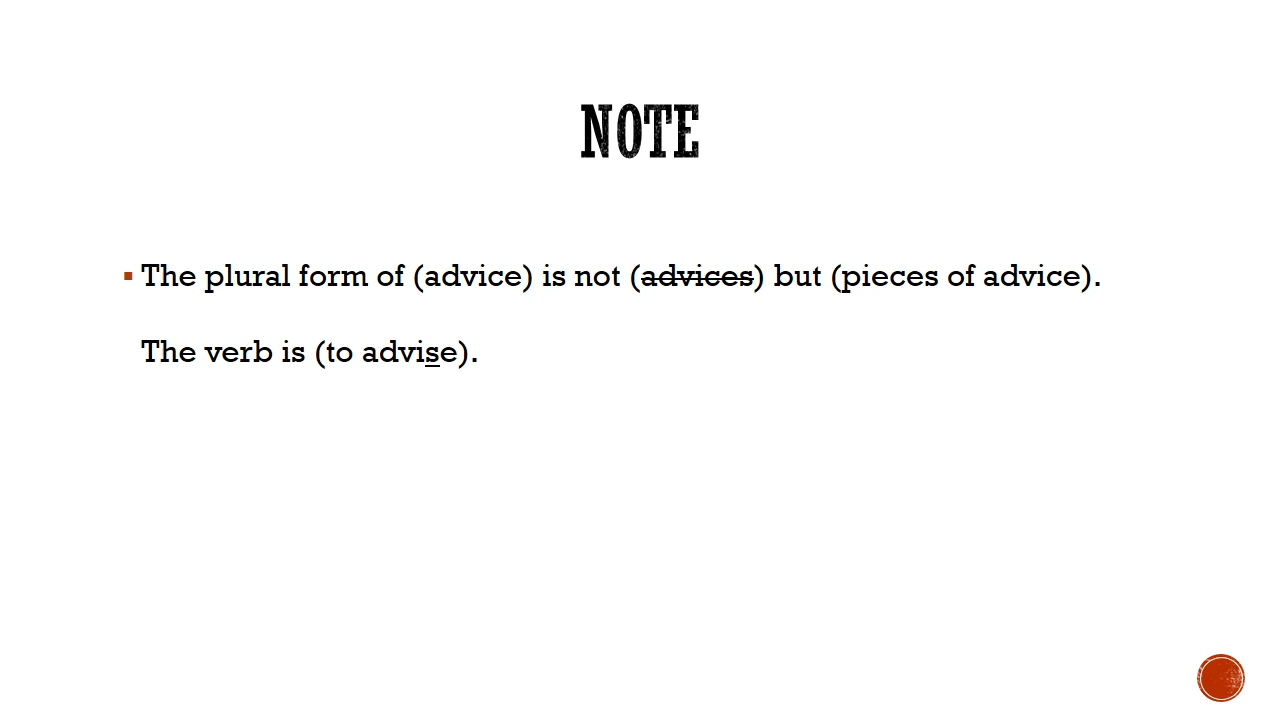 NOTE
▪ The plural form of (advice) is not (advices) but (pieces of advice).
The verb is (to advise).